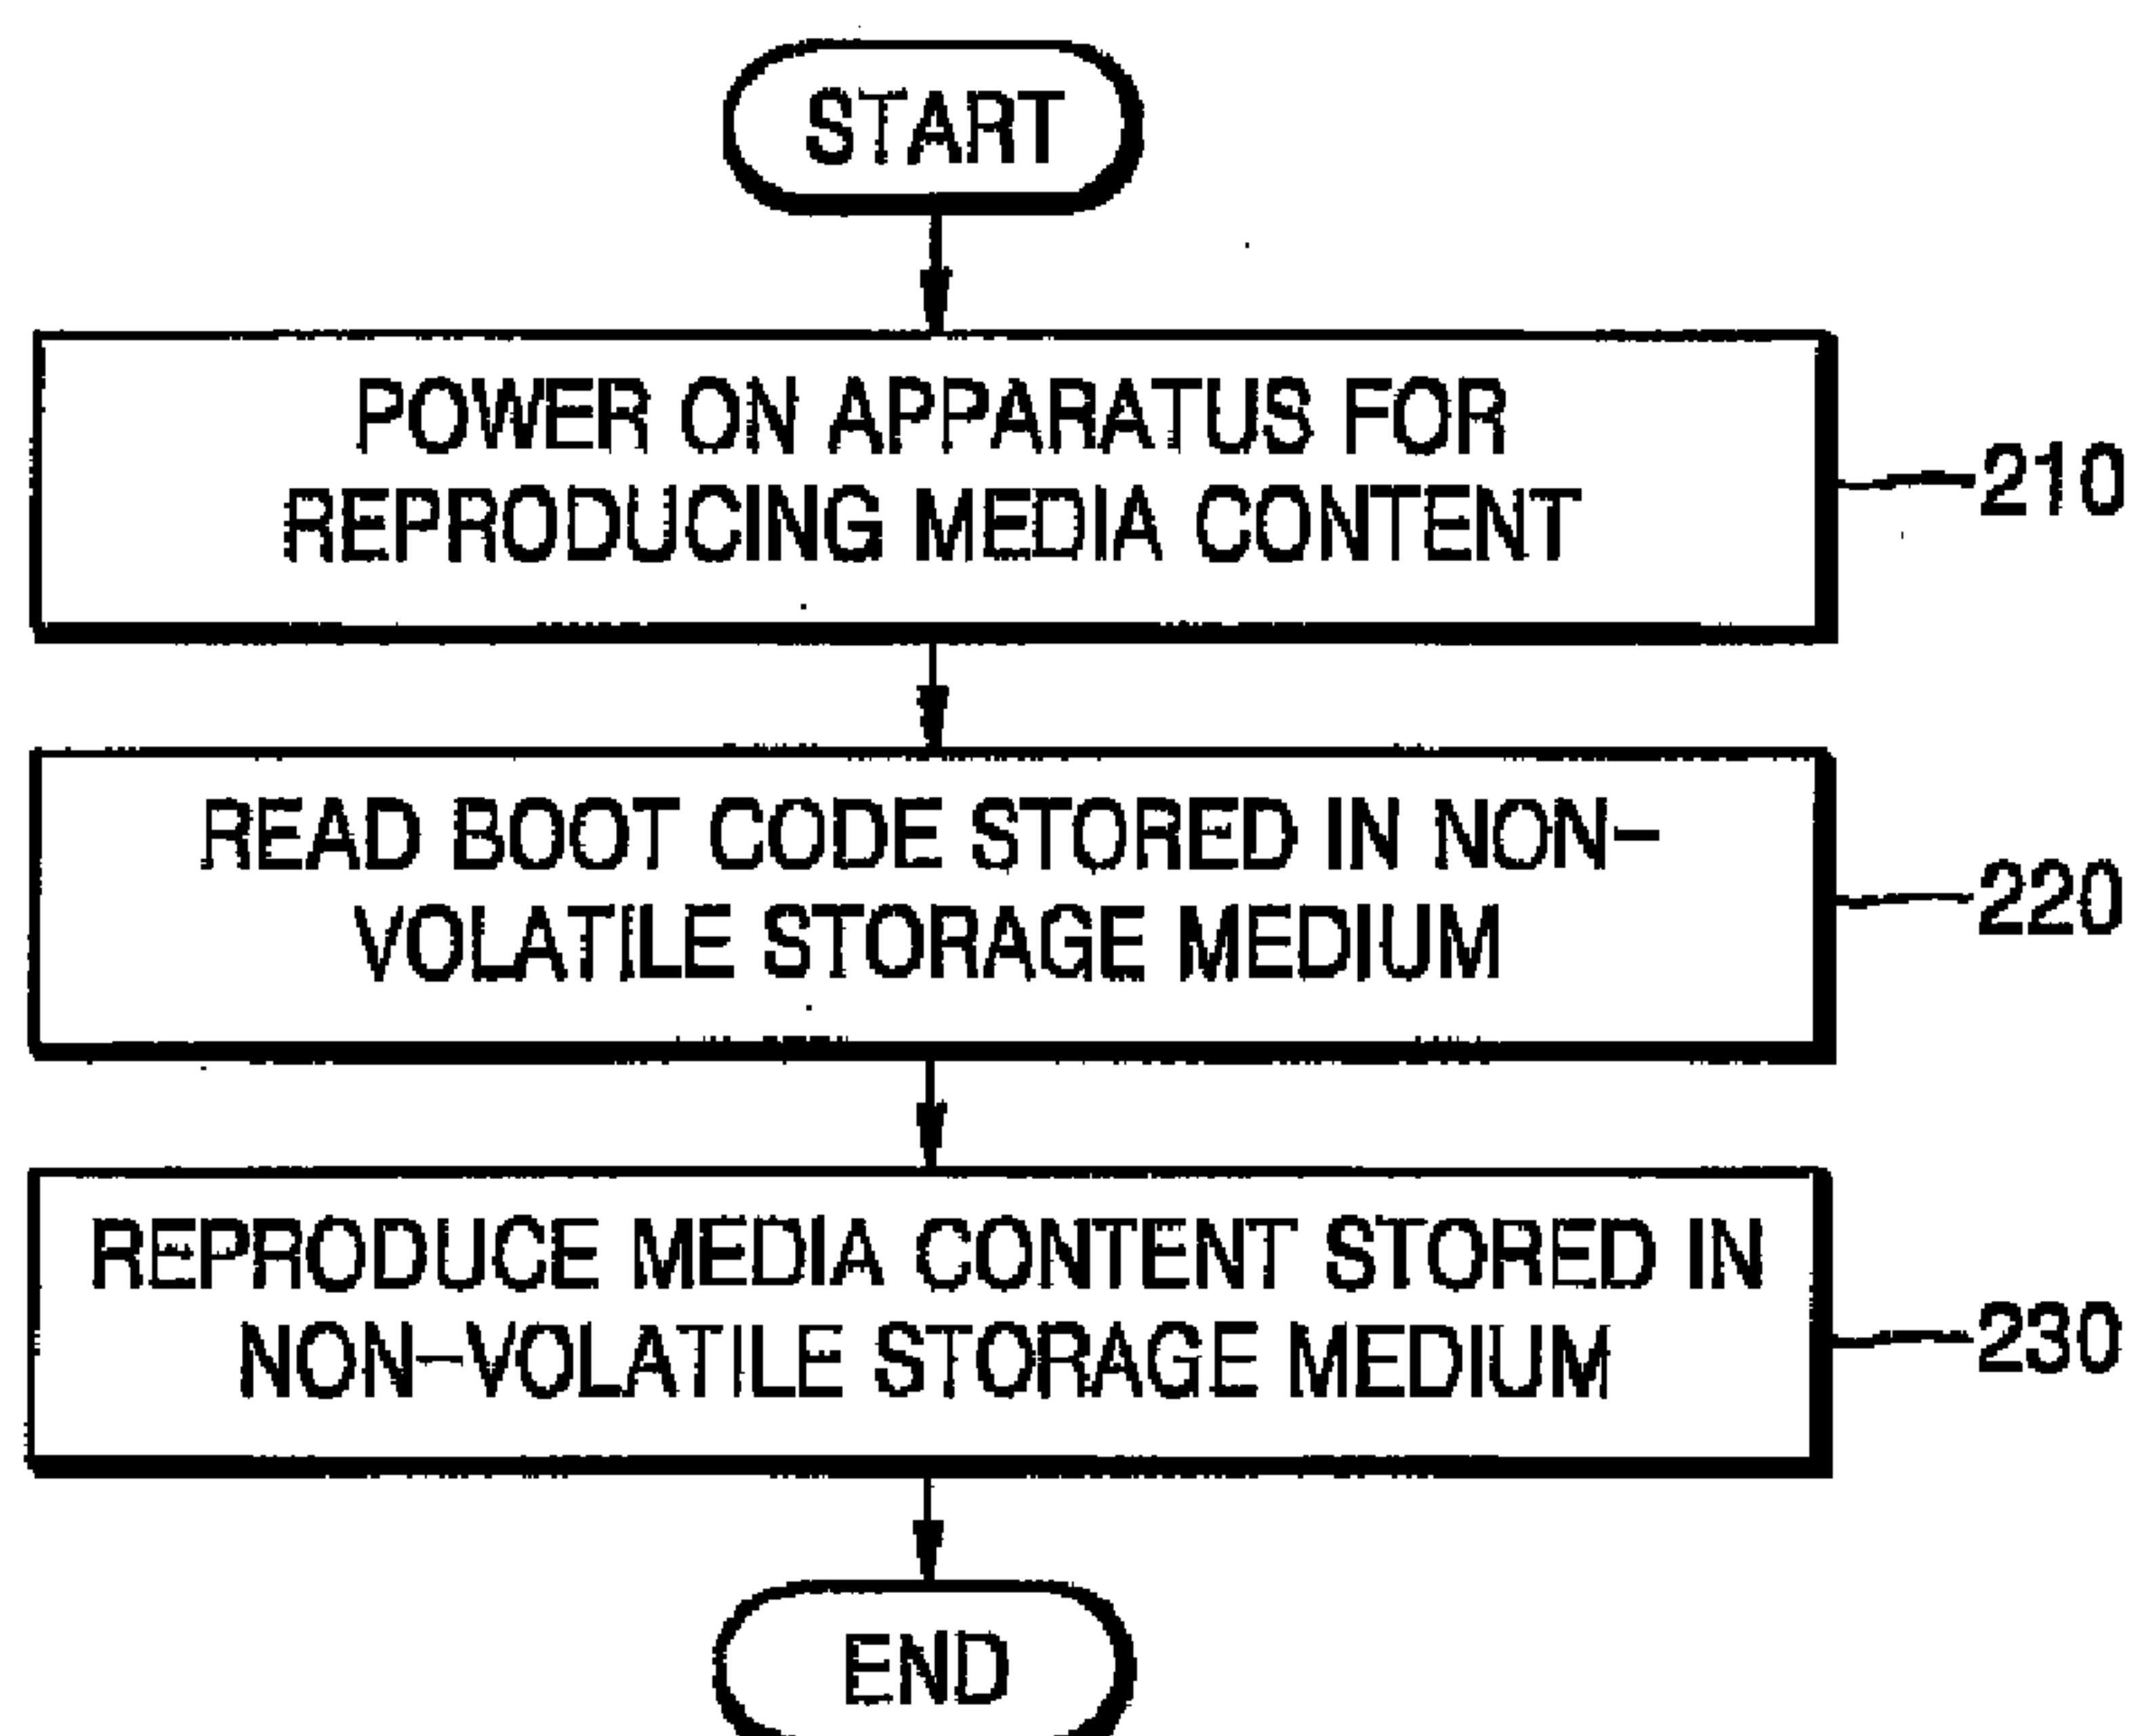 START
POWER ON APPARATUS FOR
REPRODUCING MEDIA CONTENT
210
READ BOOT CODE STORED IN NON-
VOLATILE STORAGE MEDIUM
220
REPRODUCE MEDIA CONTENT STORED IN
NON-VOLATILE STORAGE MEDIUM
230
END